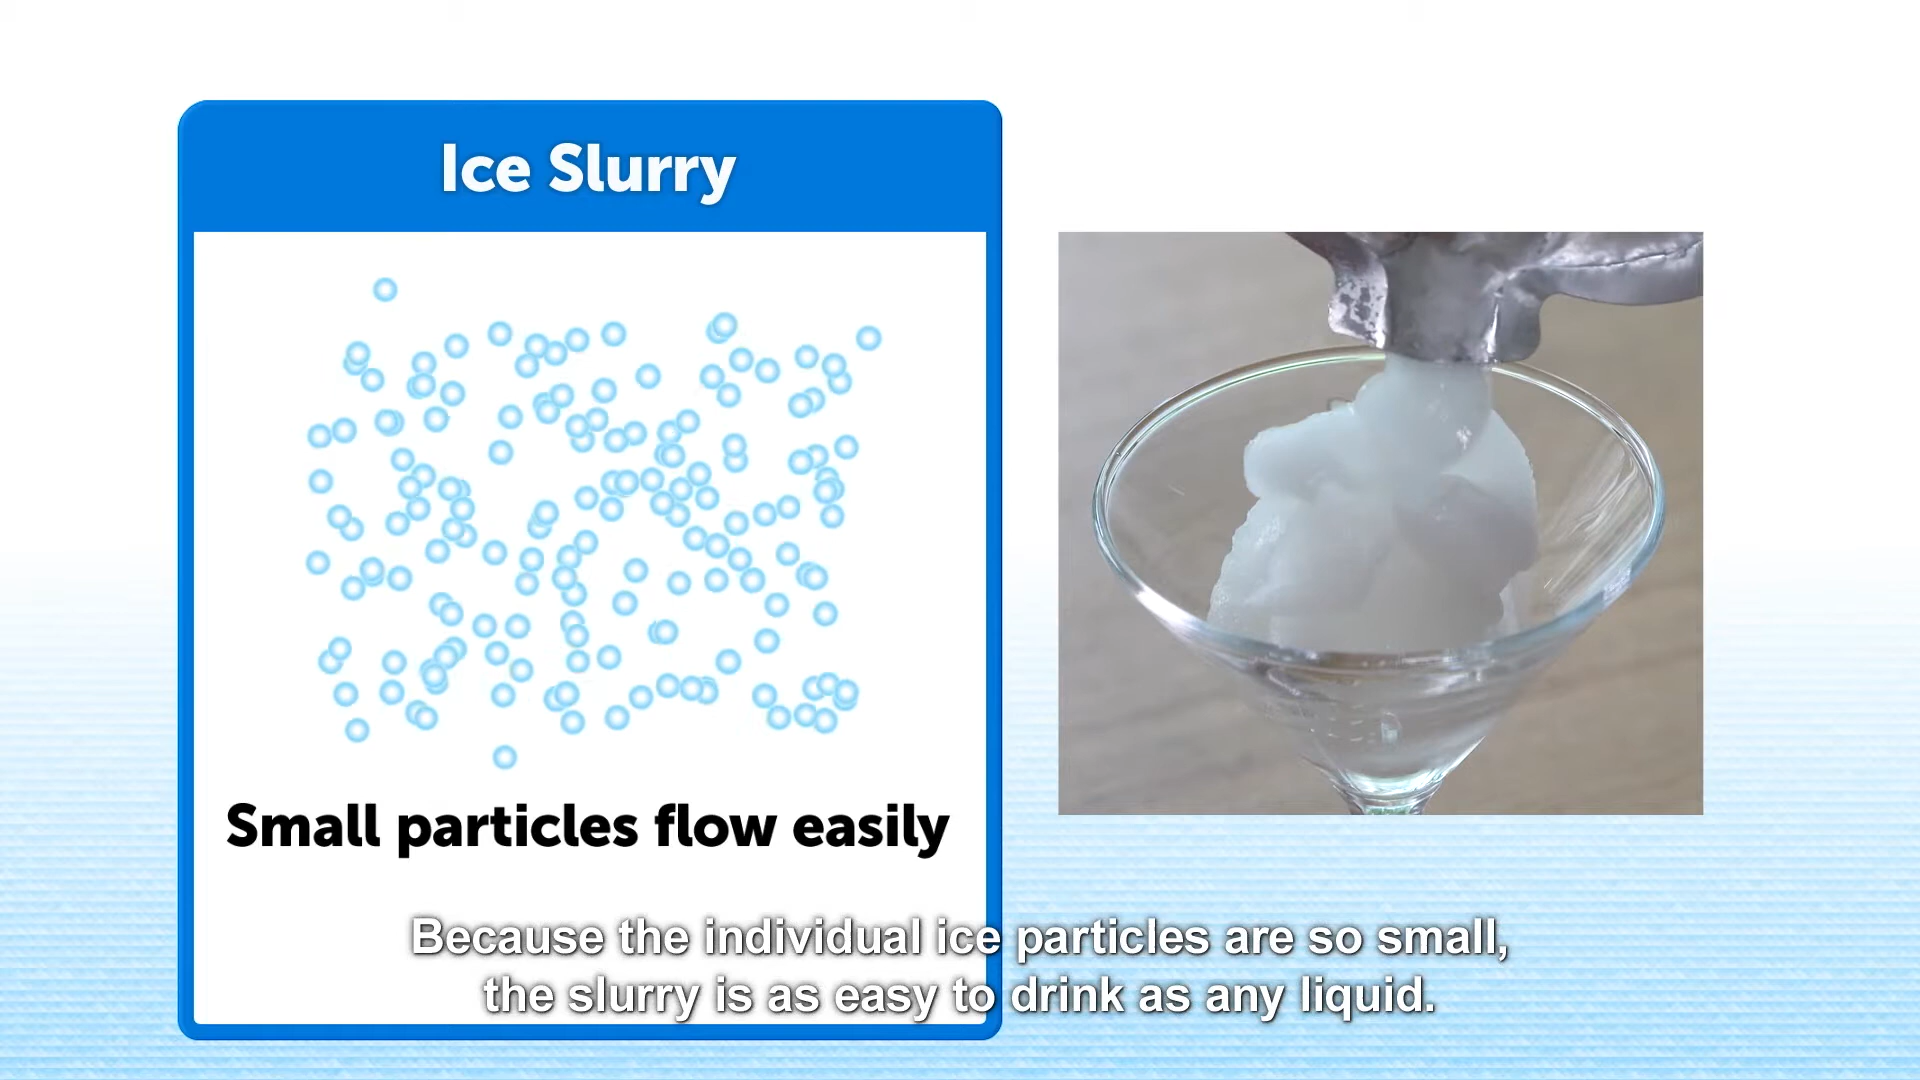 Ice Slurry
Small particles flow easily
Because the individual ice particles are so small,
the slurry is as easy to drink as any liquid.